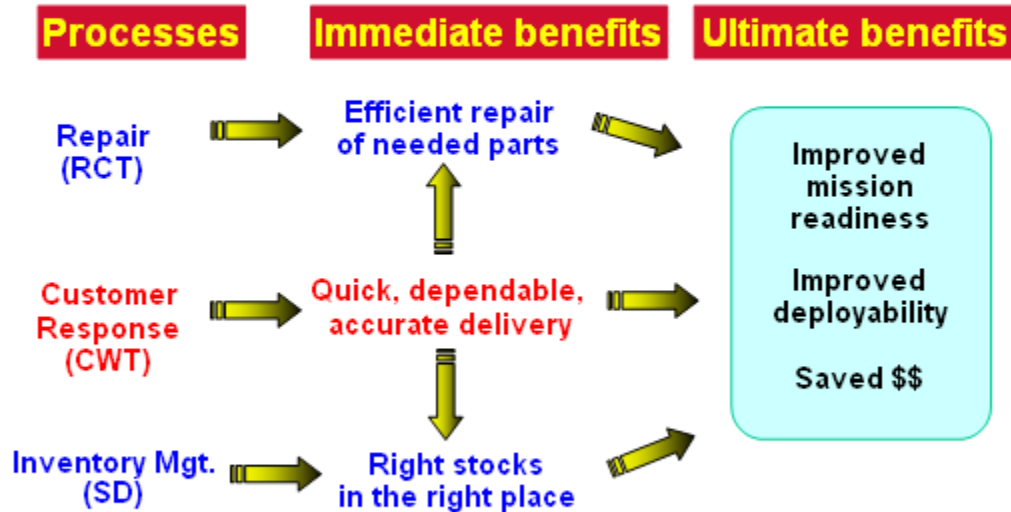 Processes
Immediate benefits
Ultimate benefits
Repair
(RCT)
Efficient repair
of needed parts
Improved
mission
readiness
Customer
Response
(CWT)
Quick, dependable,
accurate delivery
Improved
deployability
Saved $$
Inventory Mgt.
(SD)
Right stocks
in the right place